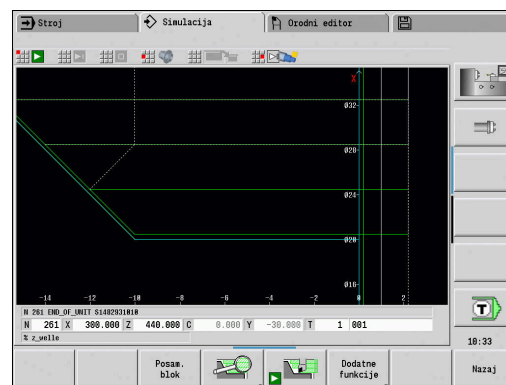 Stroj
Simulacija
Orodni editor
X
Ø32
Ø28
Ø24
Ø20
Ø16
-14 -12 -10 -8 -6 -4 -2 0 2
N 261 END_OF_UNIT S1482931010
N 261 X 300.000 Z 440.000 C 0.000 Y -30.000 T 1 001
% z_welle
T
10:33
Posam. blok
Dodatne funkcije
Nazaj